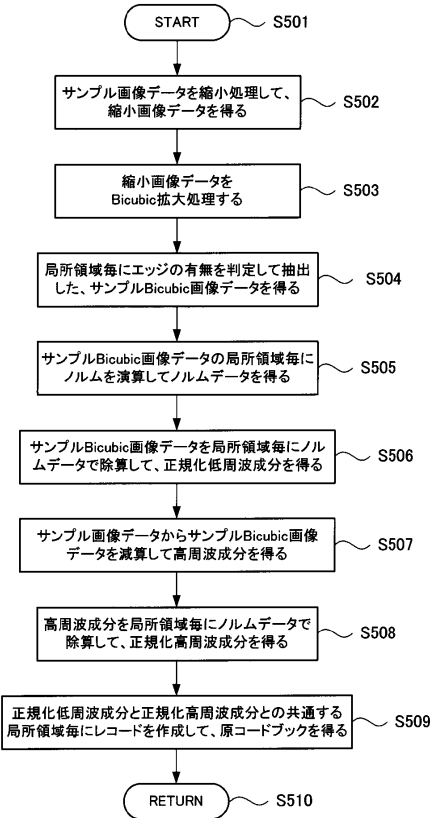 START
S501
サンプル画像データを縮小処理して、
縮小画像データを得る
S502
縮小画像データを
Bicubic拡大処理する
S503
局所領域毎にエッジの有無を判定して抽出
した、サンプルBicubic画像データを得る
S504
サンプルBicubic画像データの局所領域毎に
ノルムを演算してノルムデータを得る
S505
サンプルBicubic画像データを局所領域毎にノル
ムデータで除算して、正規化低周波成分を得る
S506
サンプル画像データからサンプルBicubic画像
データを減算して高周波成分を得る
S507
高周波成分を局所領域毎にノルムデータで
除算して、正規化高周波成分を得る
S508
正規化低周波成分と正規化高周波成分との共通する
局所領域毎にレコードを作成して、原コードブックを得る
S509
RETURN
S510